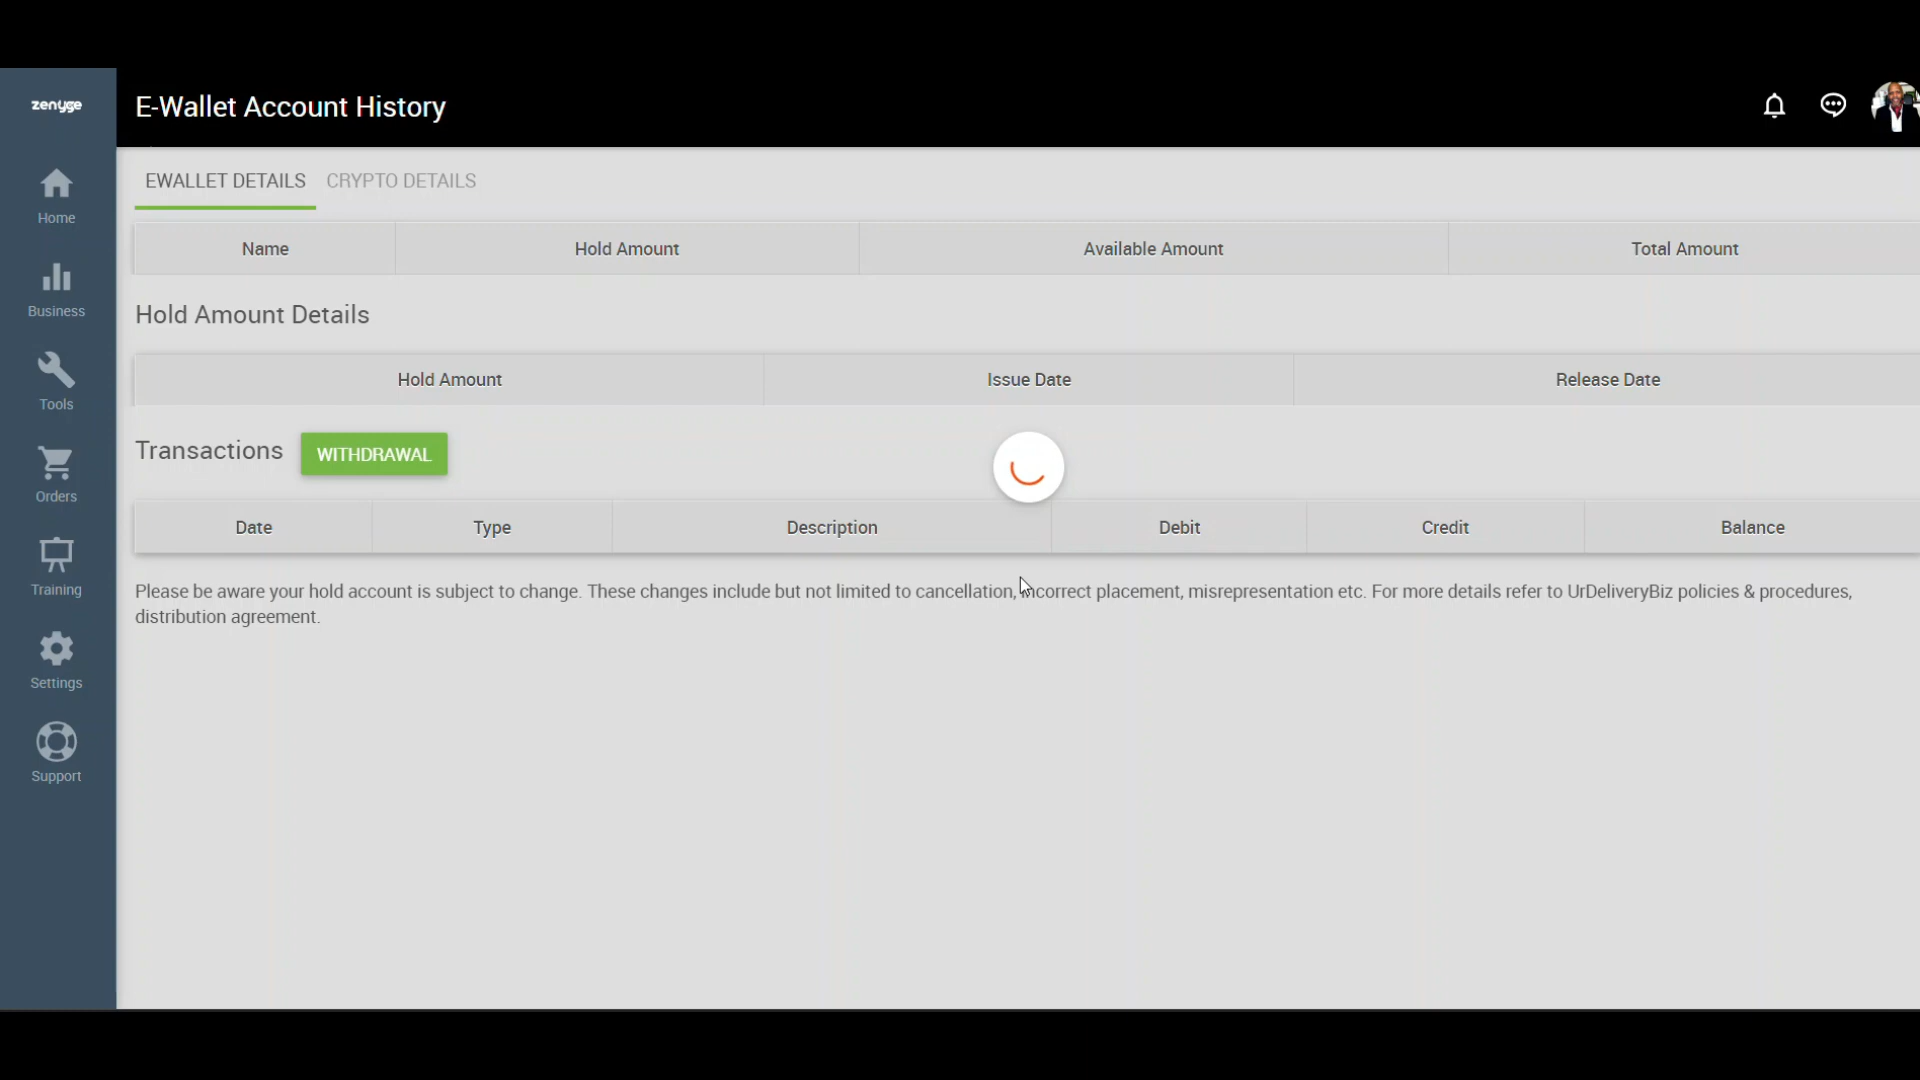 zenyge
E-Wallet Account History
EWALLET DETAILS
CRYPTO DETAILS
Name
Hold Amount
Available Amount
Total Amount
Hold Amount Details
Hold Amount
Issue Date
Release Date
Transactions
WITHDRAWAL
Date
Type
Description
Debit
Credit
Balance
Please be aware your hold account is subject to change. These changes include but not limited to cancellation, incorrect placement, misrepresentation etc. For more details refer to UrDeliveryBiz policies & procedures,
distribution agreement.
Home
Business
Tools
Orders
Training
Settings
Support